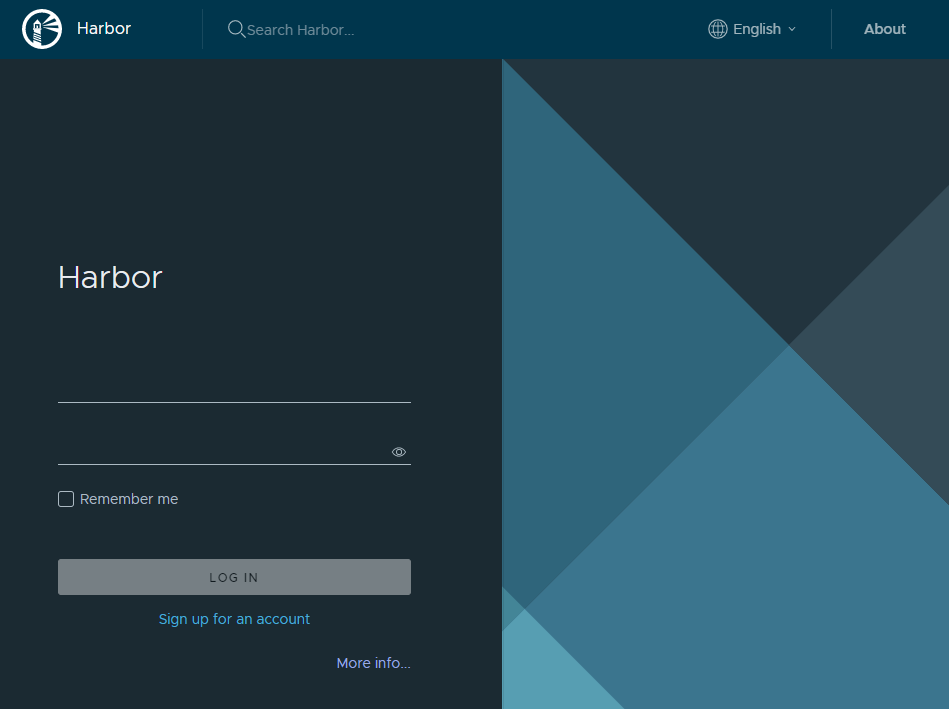 Harbor
Search Harbor...
English
About
Harbor
Remember me
LOG IN
Sign up for an account
More info...